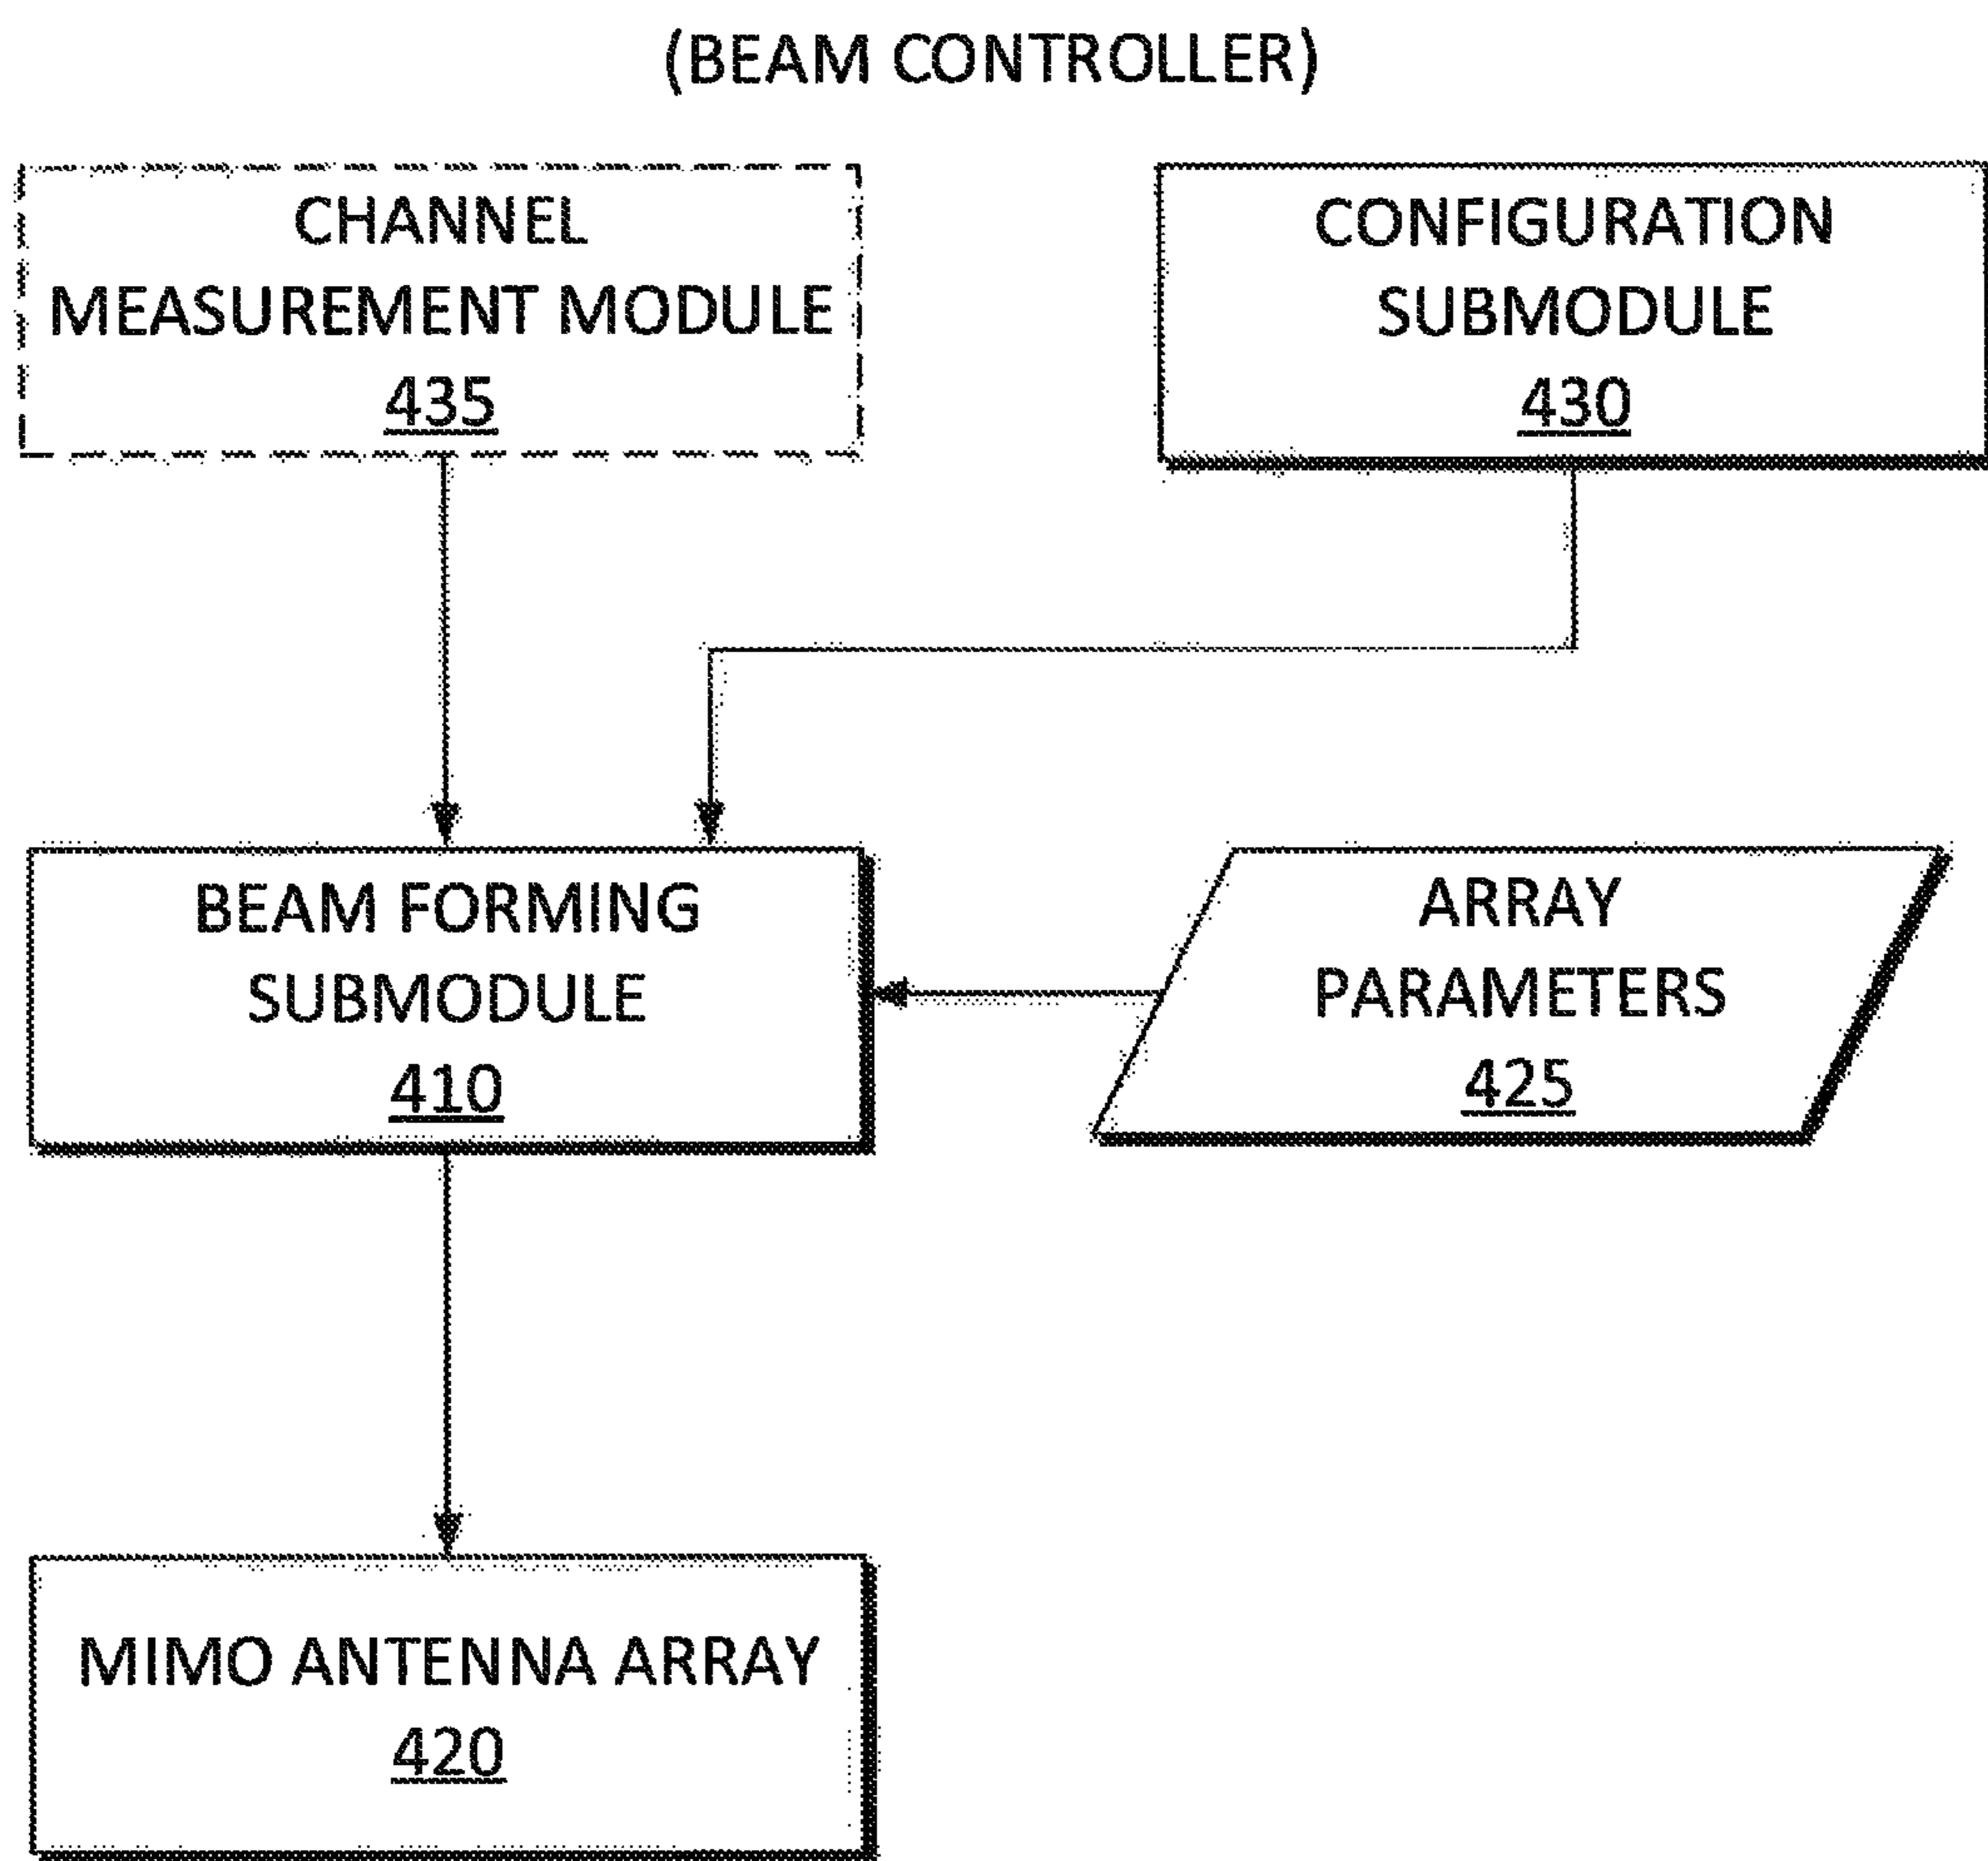 (BEAM CONTROLLER)
CHANNEL
MEASUREMENT MODULE
435
CONFIGURATION
SUBMODULE
430
BEAM FORMING
SUBMODULE
410
ARRAY
PARAMETERS
425
MIMO ANTENNA ARRAY
420